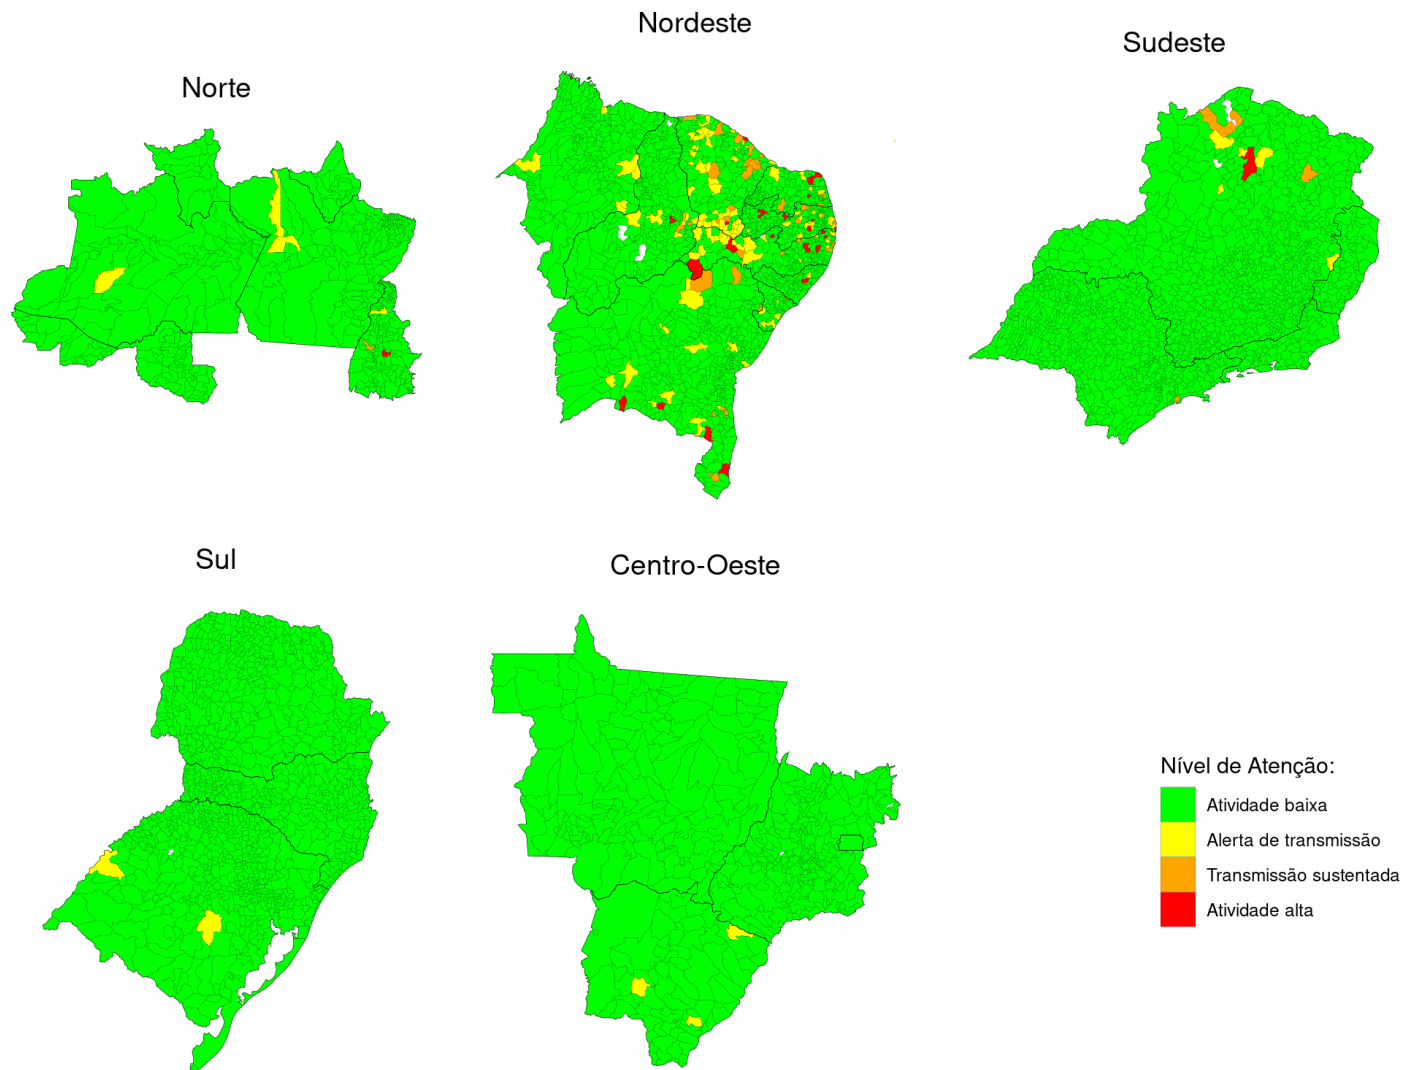 Norte
Nordeste
Sudeste
Sul
Centro-Oeste
Nível de Atenção:
Atividade baixa
Alerta de transmissão
Transmissão sustentada
Atividade alta